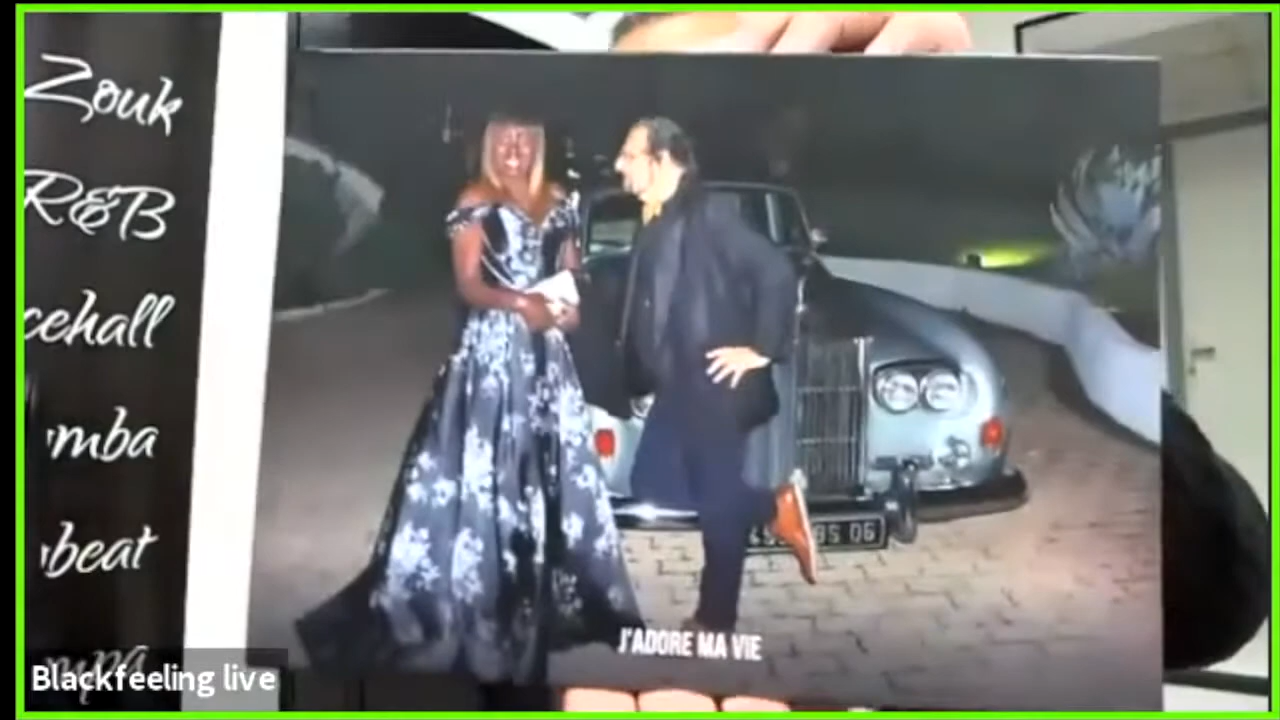 Zouk
R&B
cehall
mba
beat
J'ADORE MA VIE
Blackfeeling live